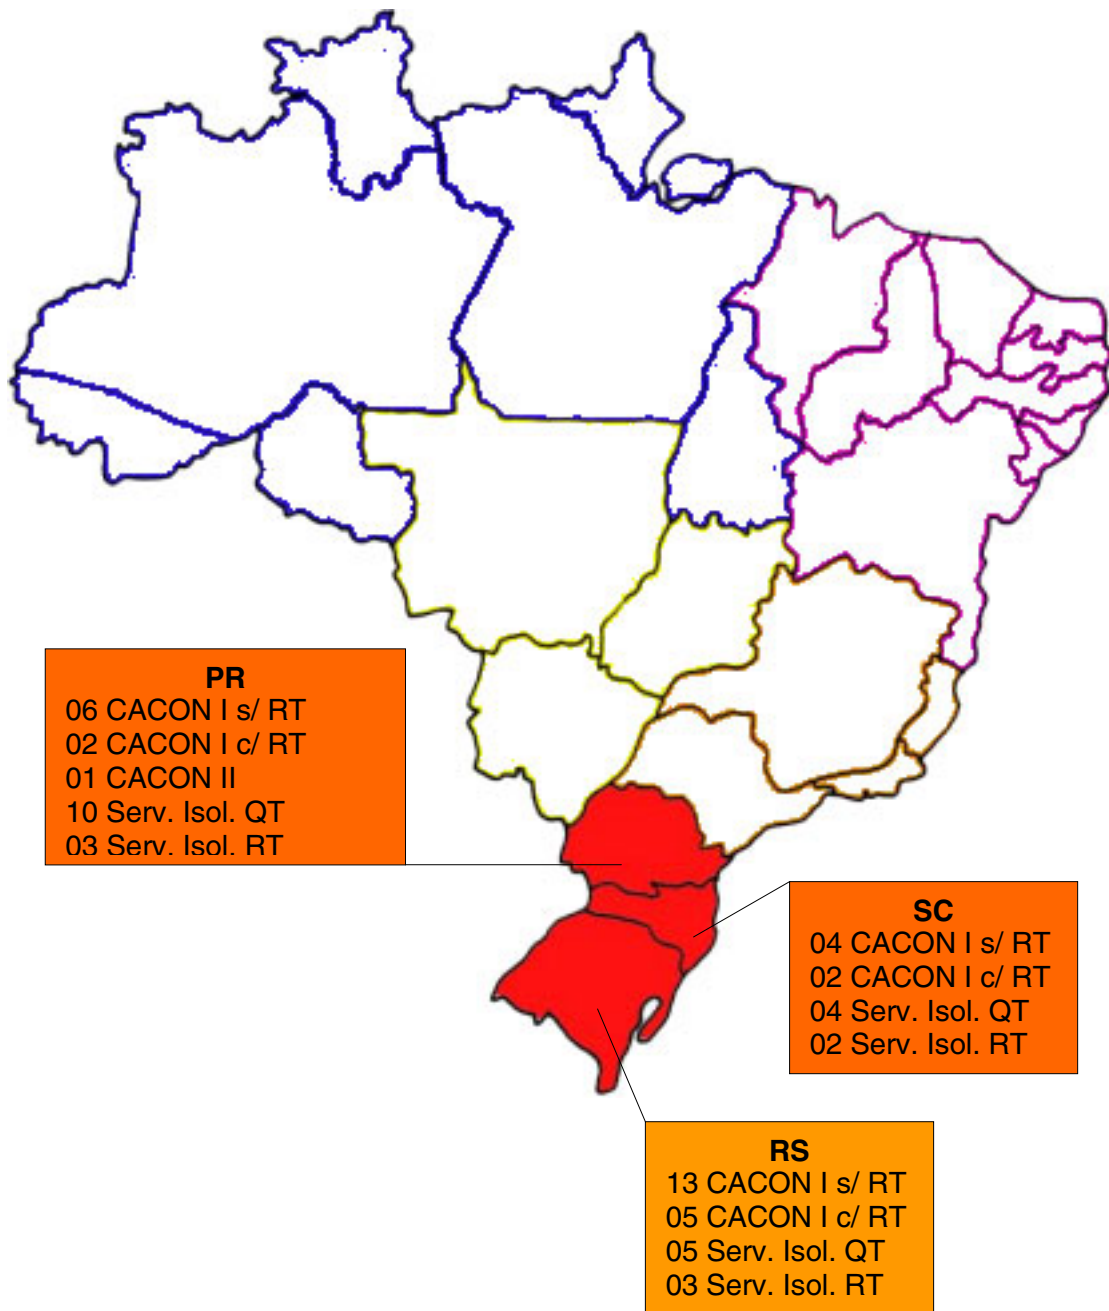 PR
06 CACON I s/ RT
02 CACON I c/ RT
01 CACON II
10 Serv. Isol. QT
03 Serv. Isol. RT
SC
04 CACON I s/ RT
02 CACON I c/ RT
04 Serv. Isol. QT
02 Serv. Isol. RT
RS
13 CACON I s/ RT
05 CACON I c/ RT
05 Serv. Isol. QT
03 Serv. Isol. RT